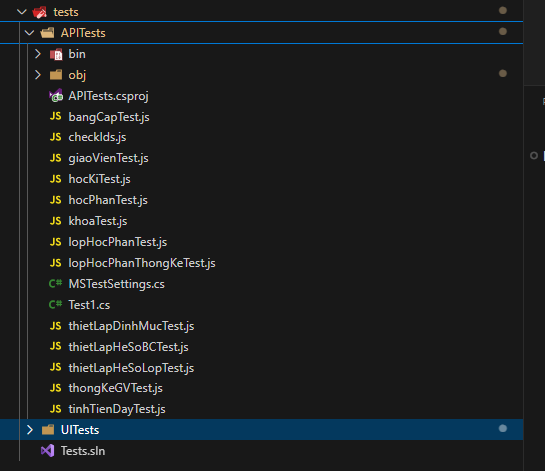 tests
APITests
bin
obj
APITests.csproj
JS bangCapTest.js
JS checkIds.js
JS giaoVienTest.js
JS hocKiTest.js
JS hocPhanTest.js
JS khoaTest.js
JS lopHocPhanTest.js
JS lopHocPhanThongKeTest.js
C# MSTestSettings.cs
C# Test1.cs
JS thietLapDinhMucTest.js
JS thietLapHeSoBCTest.js
JS thietLapHeSoLopTest.js
JS thongKeGVTest.js
JS tinhTienDayTest.js
UITests
Tests.sln